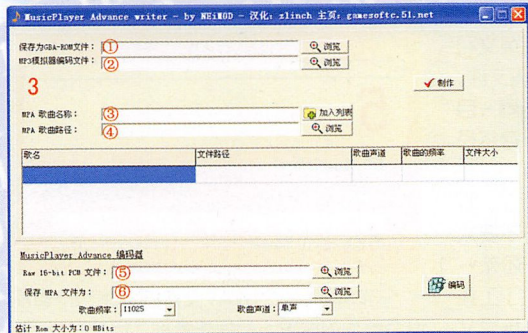 MusicPlayer Advance writer - by NEiMOD - 汉化: zlinch 主页: gamesoftc.51.net
保存为GBA-ROM文件: ① 浏览
MP3模拟器编码文件: ② 浏览
3
制作
MPA 歌曲名称: ③ 加入列表
MPA 歌曲路径: ④ 浏览
歌名 文件路径 歌曲声道 歌曲的频率 文件大小
MusicPlayer Advance 编码器
Raw 16-bit PCM 文件: ⑤ 浏览
保存 MPA 文件为: ⑥ 浏览
编码
歌曲频率: 11025 歌曲声道: 单声
估计 Rom 大小为: 0 MBits